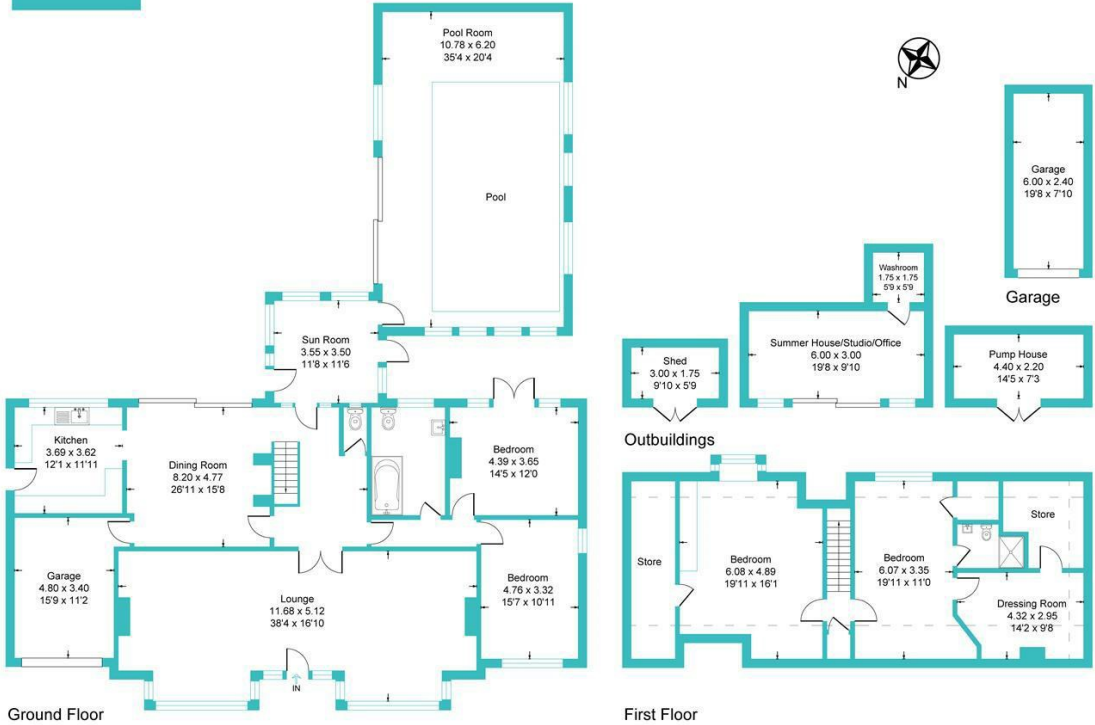 Pool Room
10.78 x 6.20
35'4 x 20'4
Pool
N
Garage
6.00 x 2.40
19'8 x 7'10
Garage
Washroom
1.75 x 1.75
5'9 x 5'9
Sun Room
3.55 x 3.50
11'8 x 11'6
Shed
3.00 x 1.75
9'10 x 5'9
Summer House/Studio/Office
6.00 x 3.00
19'8 x 9'10
Pump House
4.40 x 2.20
14'5 x 7'3
Outbuildings
Kitchen
3.69 x 3.62
12'1 x 11'11
Dining Room
8.20 x 4.77
26'11 x 15'8
Bedroom
4.39 x 3.65
14'5 x 12'0
Garage
4.80 x 3.40
15'9 x 11'2
Lounge
11.68 x 5.12
38'4 x 16'10
Bedroom
4.76 x 3.32
15'7 x 10'11
IN
Ground Floor
Store
Bedroom
6.08 x 4.89
19'11 x 16'1
Bedroom
6.07 x 3.35
19'11 x 11'0
Store
Dressing Room
4.32 x 2.95
14'2 x 9'8
First Floor